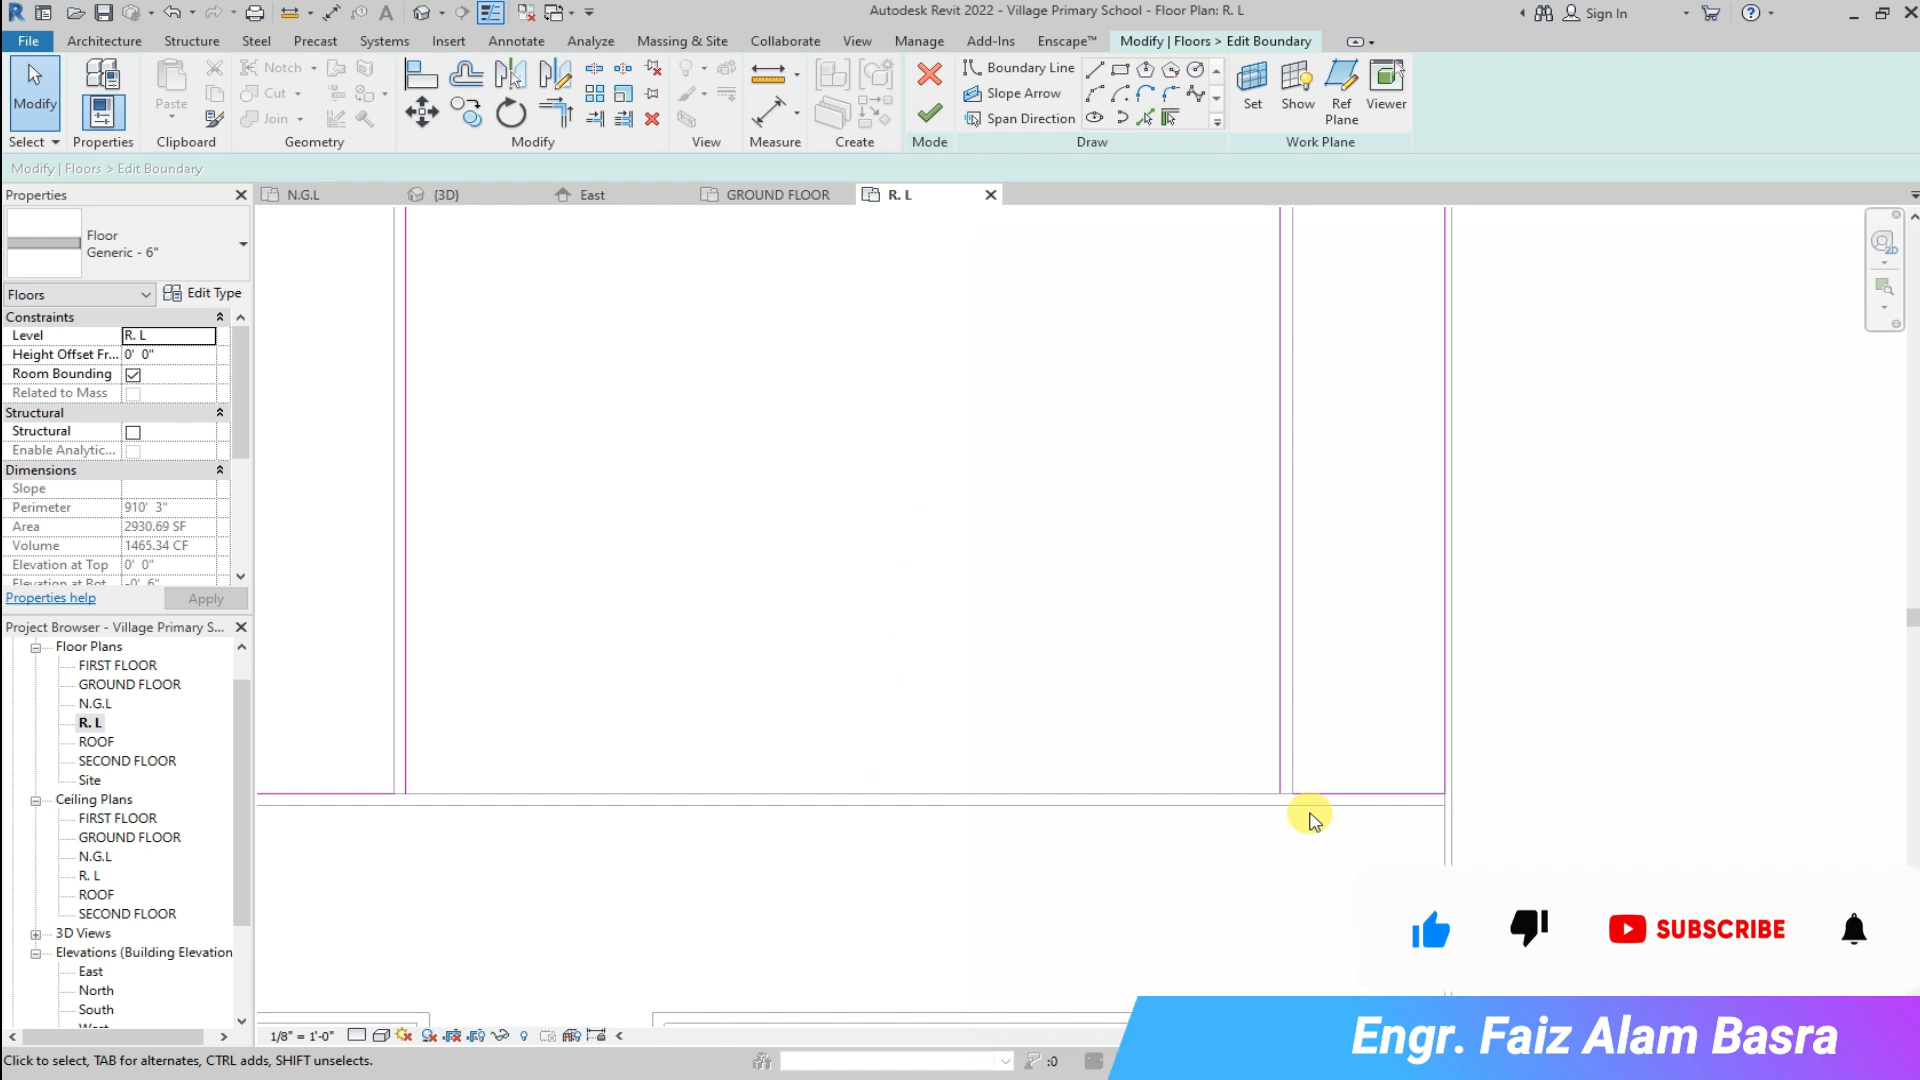 Autodesk Revit 2022 - Village Primary School - Floor Plan: R. L
Sign In
File Architecture Structure Steel Precast Systems Insert Annotate Analyze Massing & Site Collaborate View Manage Add-Ins Enscape™ Modify | Floors > Edit Boundary
Modify
Paste
Notch
Cut
Join
Boundary Line
Slope Arrow
Span Direction
Set
Show
Ref
Plane
Viewer
Select Properties Clipboard Geometry Modify View Measure Create Mode Draw Work Plane
Modify | Floors > Edit Boundary
Properties
N.G.L {3D} East GROUND FLOOR R. L
Floor
Generic - 6"
Floors Edit Type
Constraints
Level R. L
Height Offset Fr... 0' 0"
Room Bounding
Related to Mass
Structural
Structural
Enable Analytic...
Dimensions
Slope
Perimeter 910' 3"
Area 2930.69 SF
Volume 1465.34 CF
Elevation at Top 0' 0"
Elevation at Bot -0' 6"
Properties help Apply
Project Browser - Village Primary S...
Floor Plans
FIRST FLOOR
GROUND FLOOR
N.G.L
R. L
ROOF
SECOND FLOOR
Site
Ceiling Plans
FIRST FLOOR
GROUND FLOOR
N.G.L
R. L
ROOF
SECOND FLOOR
3D Views
Elevations (Building Elevation
East
North
South
West
2D
1/8" = 1'-0"
Click to select, TAB for alternates, CTRL adds, SHIFT unselects.
:0
SUBSCRIBE
Engr. Faiz Alam Basra